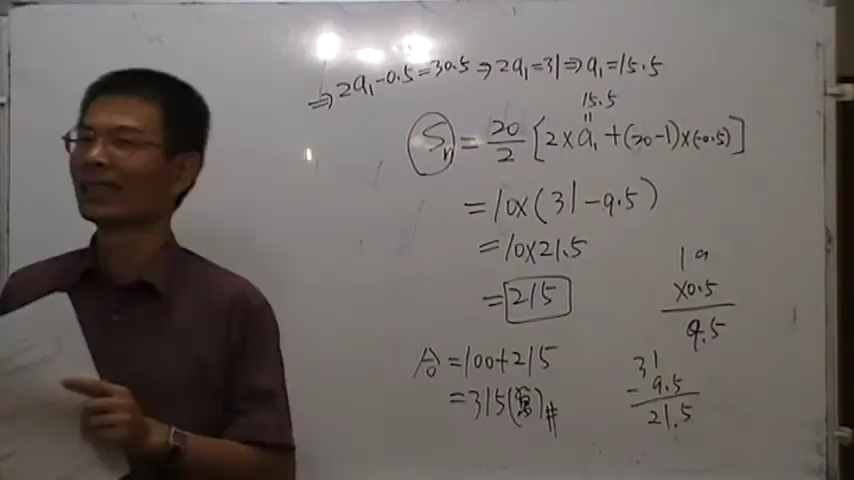 ⇒2a₁-0.5=30.5⇒2a₁=31⇒a₁=15.5
15.5
=
Sn=20/2[2×a₁+(20-1)×(-0.5)]
=10×(31-9.5)
=10×21.5
=215
合=100+215
=315(張)#
19
×0.5
9.5
31
-9.5
21.5